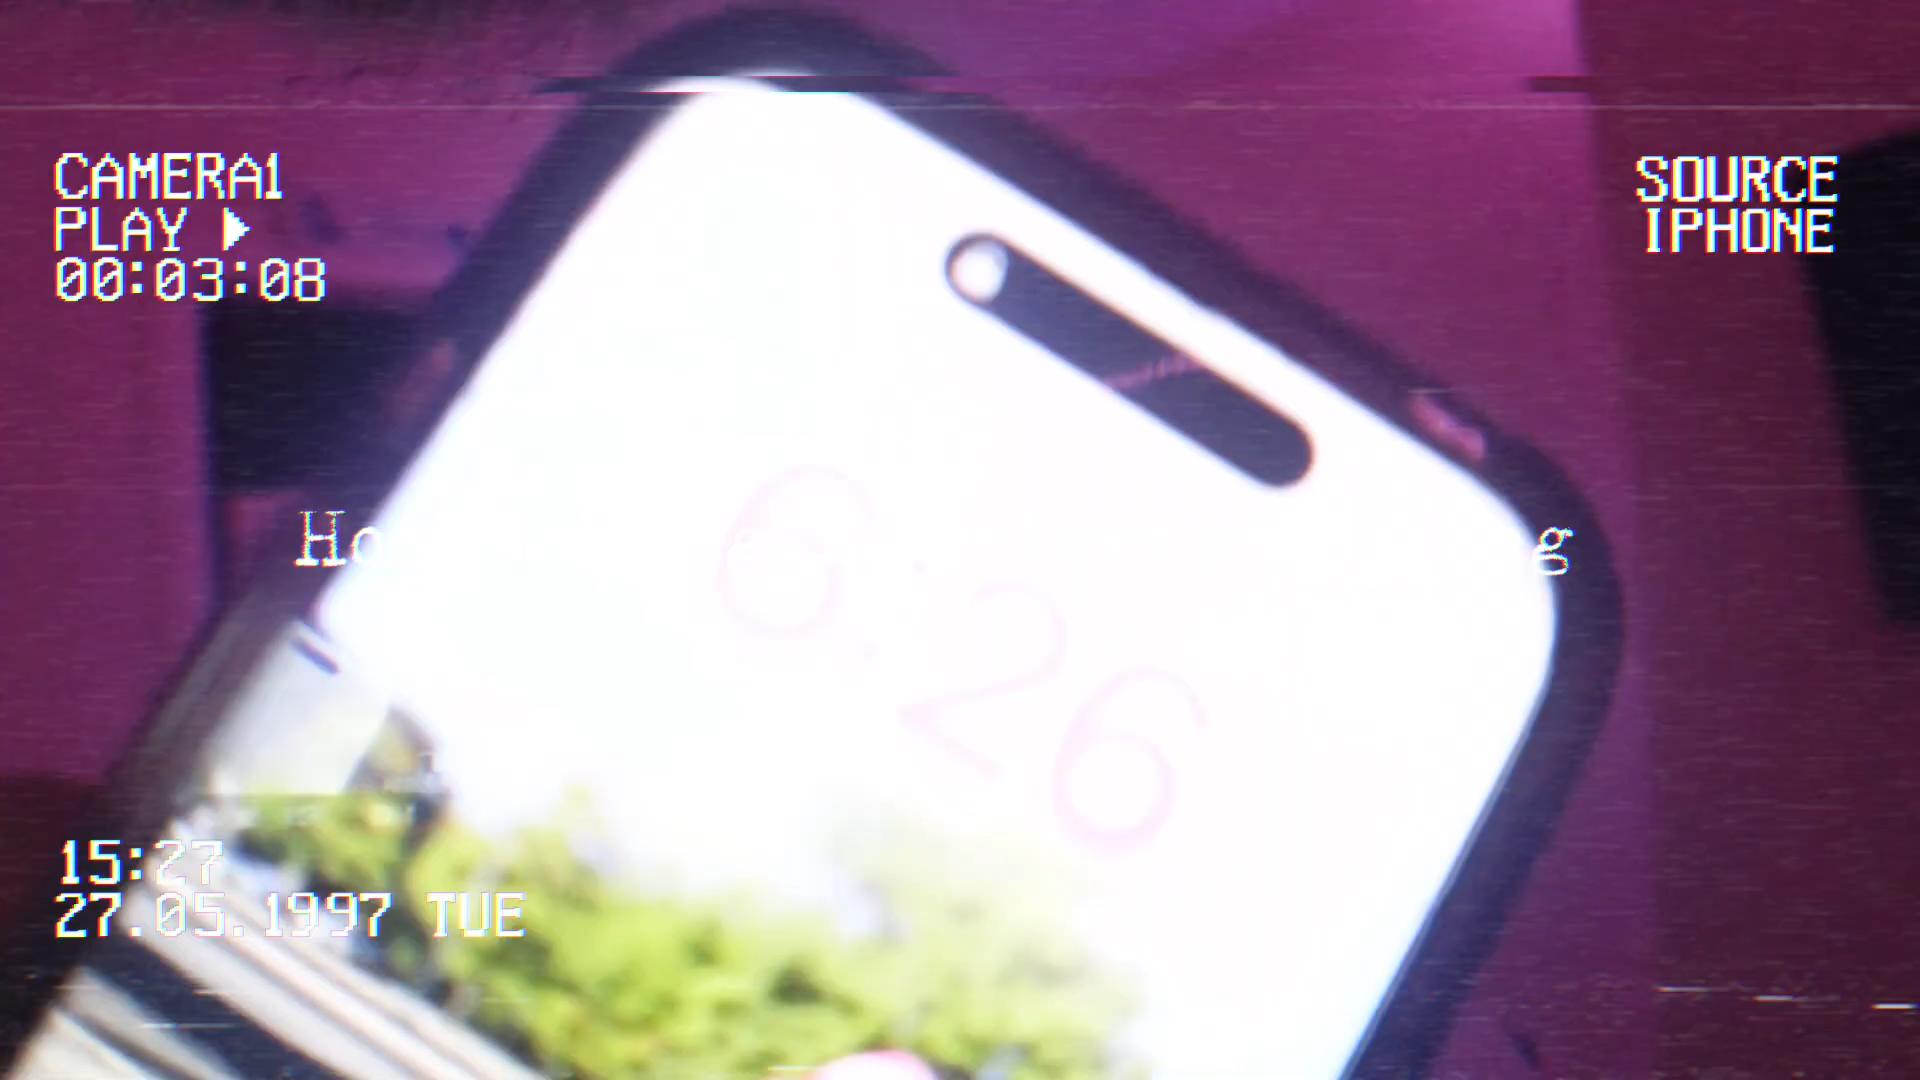 CAMERA1
PLAY
00:03:08
SOURCE
IPHONE
6:26
15:27
27.05.1997 TUE